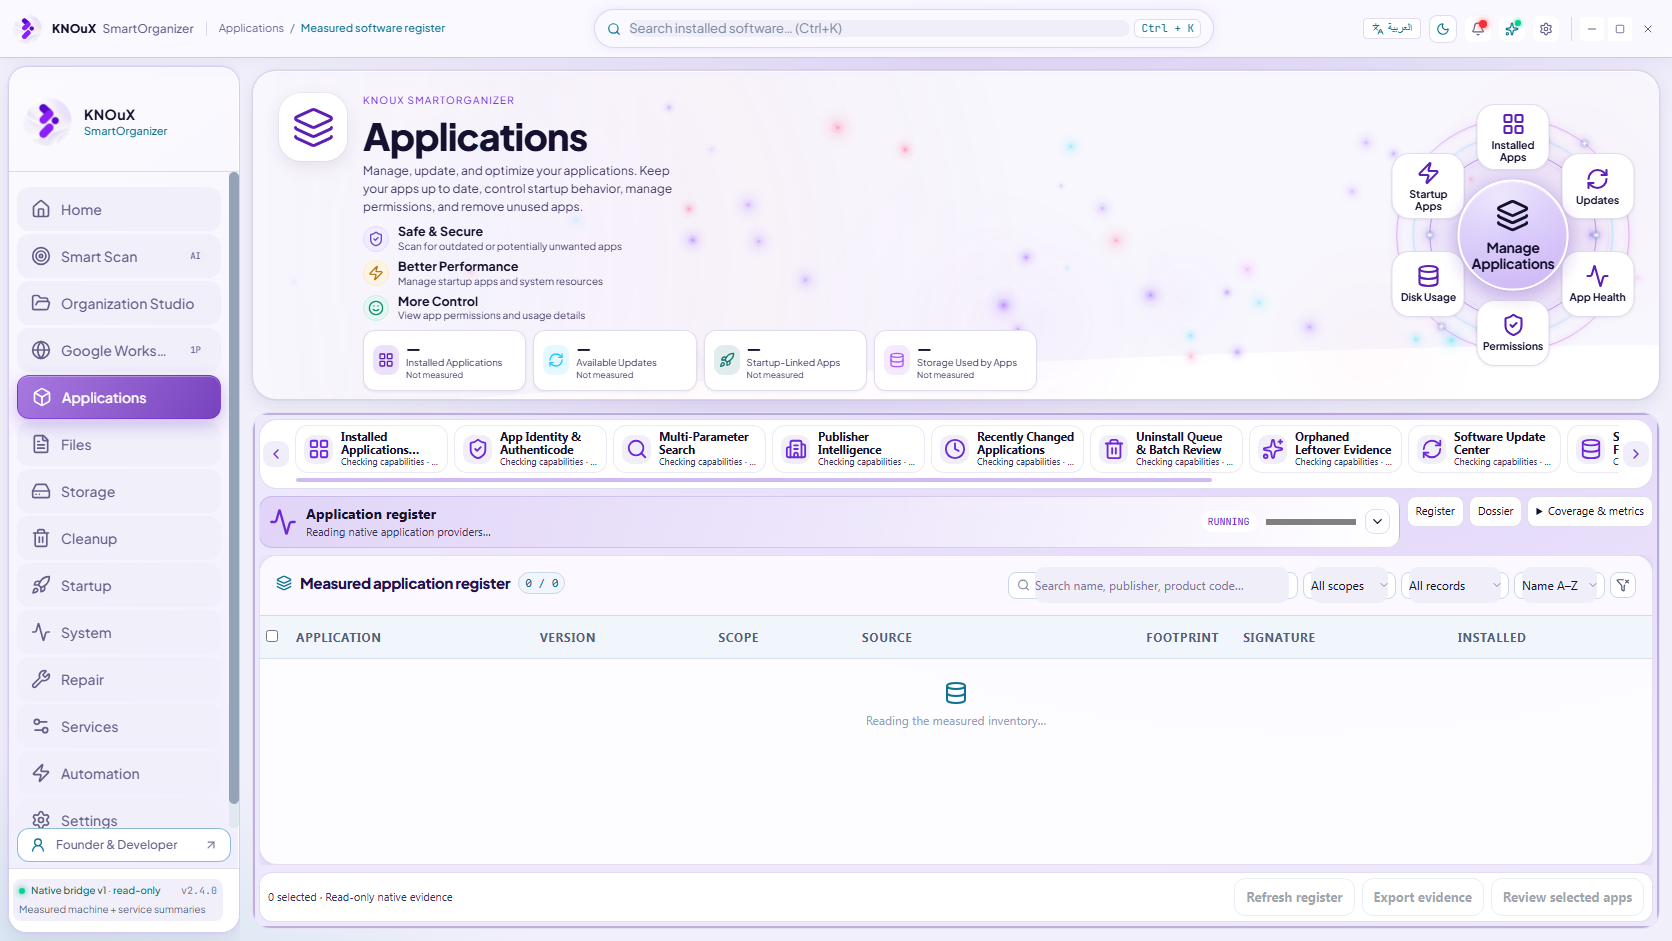 KNOuX SmartOrganizer
Applications / Measured software register
Search installed software... (Ctrl+K)
Ctrl + K
العربية
KNOuX
SmartOrganizer
Home
Smart Scan AI
Organization Studio
Google Works... 1P
Applications
Files
Storage
Cleanup
Startup
System
Repair
Services
Automation
Settings
Founder & Developer
Native bridge v1 · read-only v2.4.0
Measured machine + service summaries
KNOUX SMARTORGANIZER
Applications
Manage, update, and optimize your applications. Keep
your apps up to date, control startup behavior, manage
permissions, and remove unused apps.
Safe & Secure
Scan for outdated or potentially unwanted apps
Better Performance
Manage startup apps and system resources
More Control
View app permissions and usage details
—
Installed Applications
Not measured
—
Available Updates
Not measured
—
Startup-Linked Apps
Not measured
—
Storage Used by Apps
Not measured
Installed
Apps
Startup
Apps
Updates
Manage
Applications
Disk Usage
App Health
Permissions
Installed
Applications...
Checking capabilities · ...
App Identity &
Authenticode
Checking capabilities · ...
Multi-Parameter
Search
Checking capabilities · ...
Publisher
Intelligence
Checking capabilities · ...
Recently Changed
Applications
Checking capabilities · ...
Uninstall Queue
& Batch Review
Checking capabilities · ...
Orphaned
Leftover Evidence
Checking capabilities · ...
Software Update
Center
Checking capabilities · ...
S
F
C
Application register
Reading native application providers...
RUNNING
Register
Dossier
Coverage & metrics
Measured application register 0 / 0
Search name, publisher, product code...
All scopes
All records
Name A–Z
APPLICATION VERSION SCOPE SOURCE FOOTPRINT SIGNATURE INSTALLED
Reading the measured inventory...
0 selected · Read-only native evidence
Refresh register
Export evidence
Review selected apps